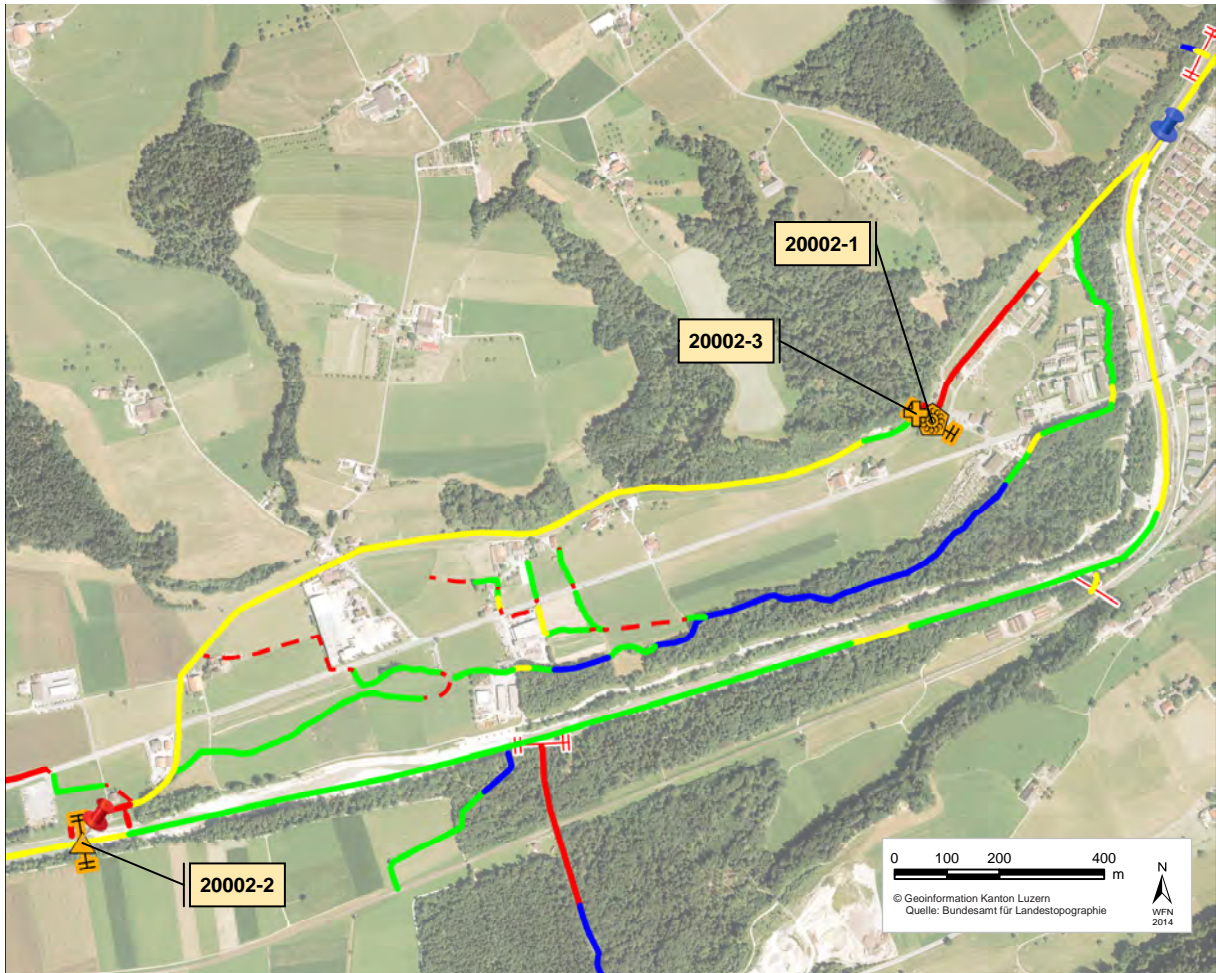 20002-1
20002-3
20002-2
0 100 200 400
m
© Geoinformation Kanton Luzern
Quelle: Bundesamt für Landestopographie
N
WFN
2014